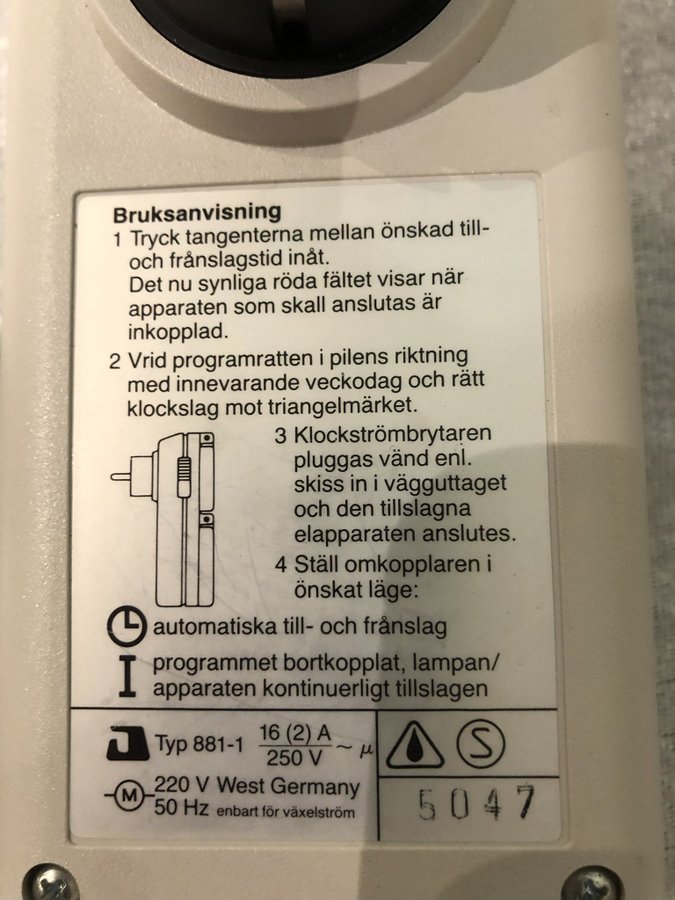 Bruksanvisning
1 Tryck tangenterna mellan önskad till-
och frånslagstid inåt.
Det nu synliga röda fältet visar när
apparaten som skall anslutas är
inkopplad.
2 Vrid programratten i pilens riktning
med innevarande veckodag och rätt
klockslag mot triangelmärket.
3 Klockströmbrytaren
pluggas vänd enl.
skiss in i vägguttaget
och den tillslagna
elapparaten anslutes.
4 Ställ omkopplaren i
önskat läge:
automatiska till- och frånslag
I programmet bortkopplat, lampan/
apparaten kontinuerligt tillslagen
J Typ 881-1 16 (2) A
250 V ~ µ
S
M 220 V West Germany
50 Hz enbart för växelström
5047